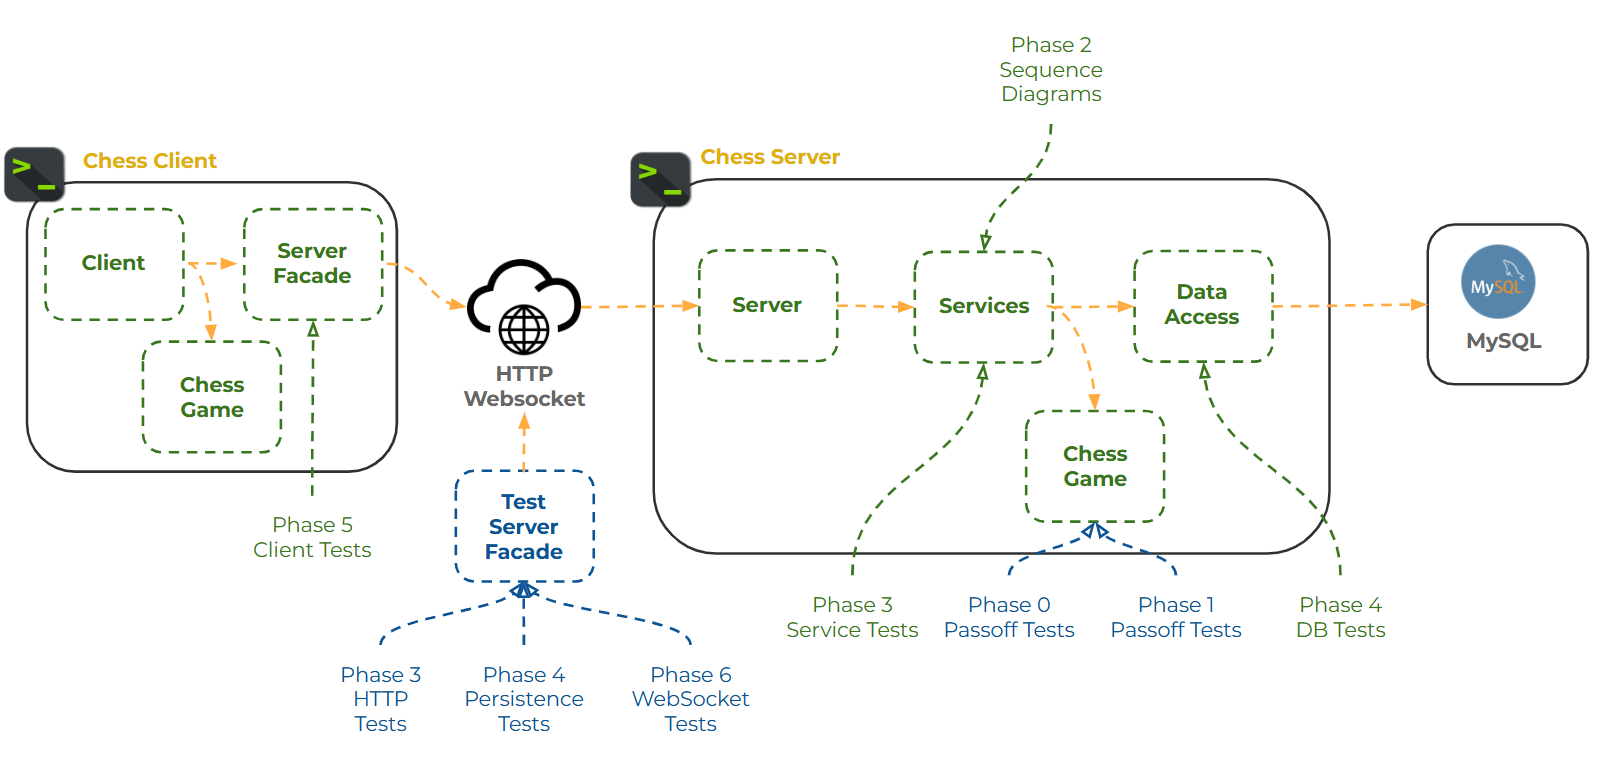 Phase 2
Sequence
Diagrams
>_
Chess Client
>_
Chess Server
Client
Server
Facade
Chess
Game
HTTP
Websocket
Server
Services
Data
Access
Chess
Game
MySQL
MySQL
Test
Server
Facade
Phase 5
Client Tests
Phase 3
Service Tests
Phase 0
Passoff Tests
Phase 1
Passoff Tests
Phase 4
DB Tests
Phase 3
HTTP
Tests
Phase 4
Persistence
Tests
Phase 6
WebSocket
Tests